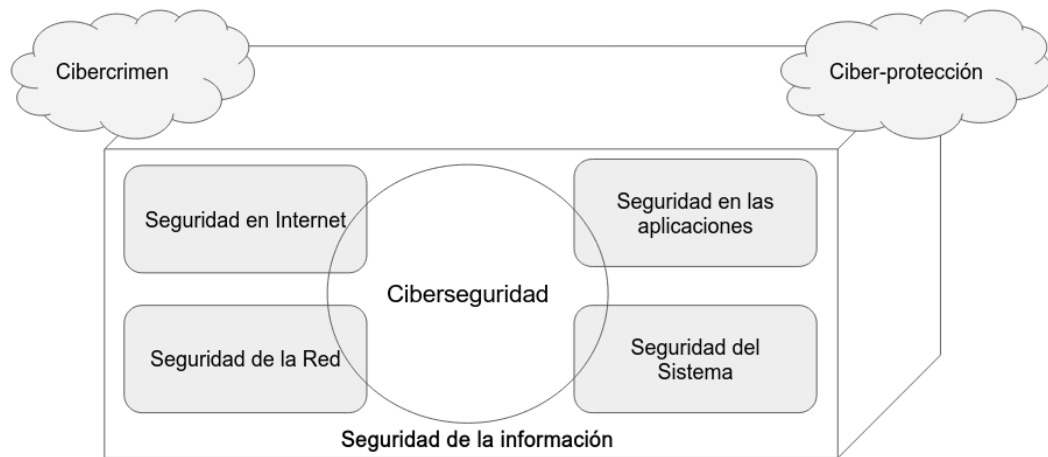 Cibercrimen
Ciber-protección
Seguridad en Internet
Seguridad en las
aplicaciones
Ciberseguridad
Seguridad de la Red
Seguridad del
Sistema
Seguridad de la información